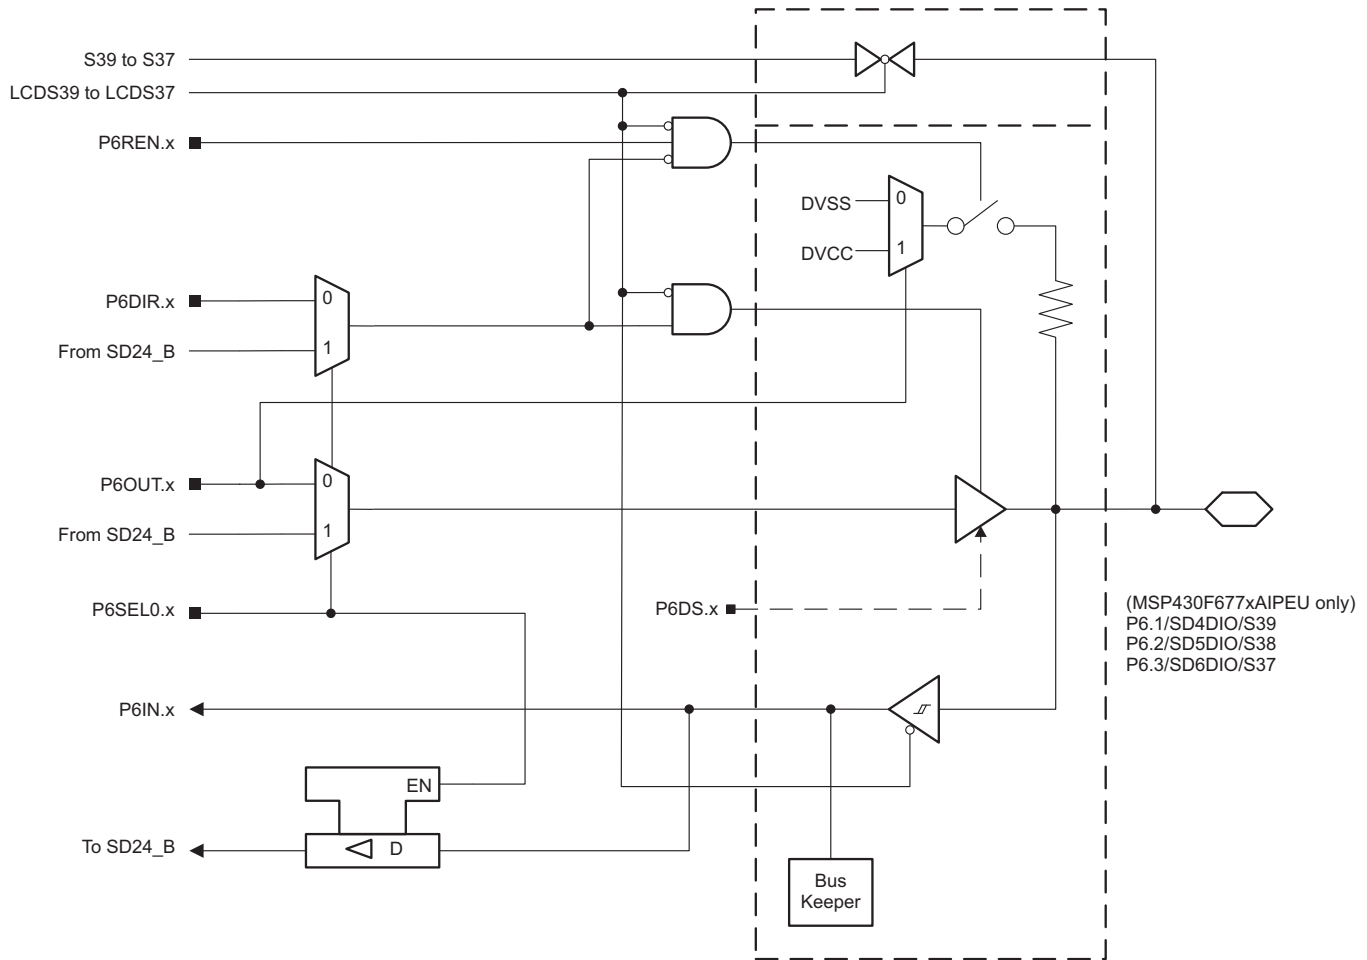 S39 to S37
LCDS39 to LCDS37
P6REN.x
DVSS
0
DVCC
1
P6DIR.x
0
From SD24_B
1
P6OUT.x
0
From SD24_B
1
P6SEL0.x
P6DS.x
(MSP430F677xAIPEU only)
P6.1/SD4DIO/S39
P6.2/SD5DIO/S38
P6.3/SD6DIO/S37
P6IN.x
EN
To SD24_B
D
Bus
Keeper